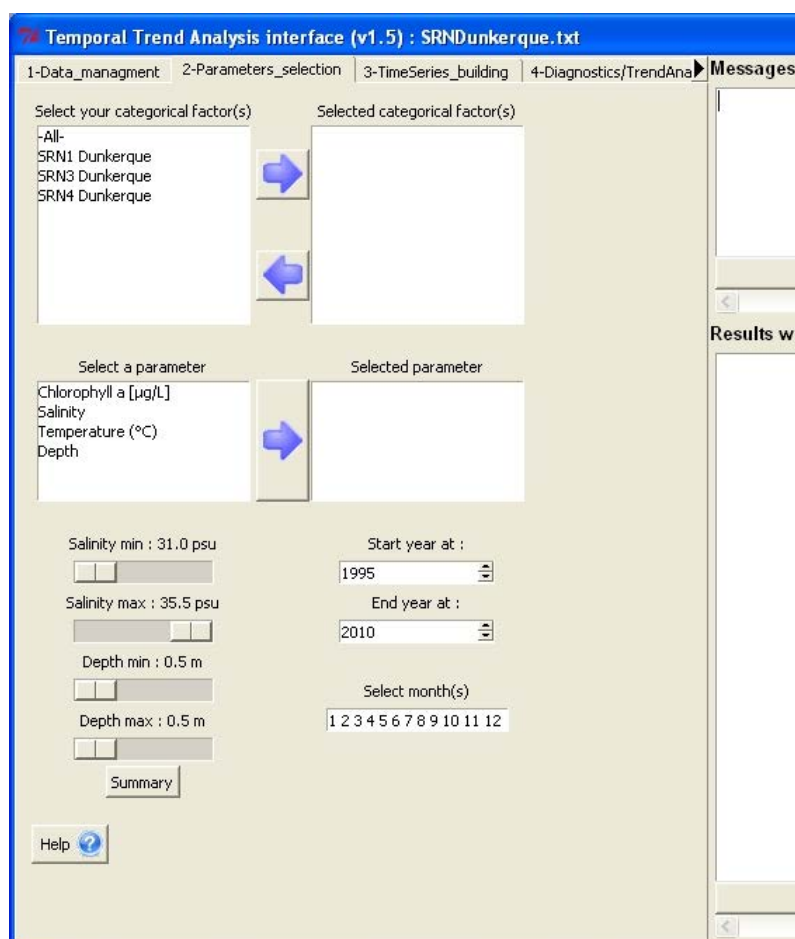 Temporal Trend Analysis interface (v1.5) : SRNDunkerque.txt
1-Data_managment 2-Parameters_selection 3-TimeSeries_building 4-Diagnostics/TrendAna Messages
Select your categorical factor(s) Selected categorical factor(s)
-All-
SRN1 Dunkerque
SRN3 Dunkerque
SRN4 Dunkerque
Results w
Select a parameter Selected parameter
Chlorophyll a [µg/L]
Salinity
Temperature (°C)
Depth
Salinity min : 31.0 psu Start year at :
1995
Salinity max : 35.5 psu End year at :
2010
Depth min : 0.5 m
Select month(s)
Depth max : 0.5 m 1 2 3 4 5 6 7 8 9 10 11 12
Summary
Help ?